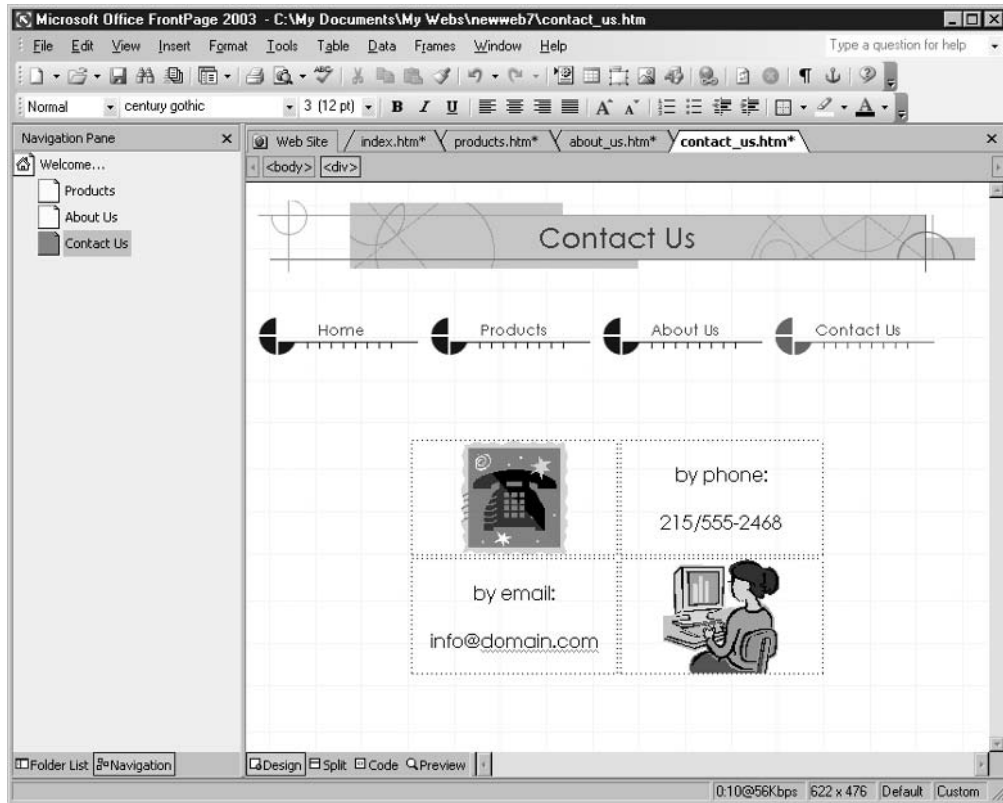 Microsoft Office FrontPage 2003 - C:\My Documents\My Webs\newweb7\contact_us.htm
File Edit View Insert Format Tools Table Data Frames Window Help Type a question for help
Normal century gothic 3 (12 pt) B I U A A A
Navigation Pane
Web Site index.htm* products.htm* about_us.htm* contact_us.htm*
Welcome...
<body> <div>
Products
About Us
Contact Us
Contact Us
Home Products About Us Contact Us
by phone:
215/555-2468
by email:
info@domain.com
Folder List Navigation Design Split Code Preview
0:10@56Kbps 622 x 476 Default Custom